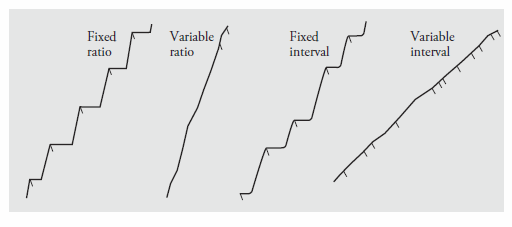 Fixed
ratio
Variable
ratio
Fixed
interval
Variable
interval